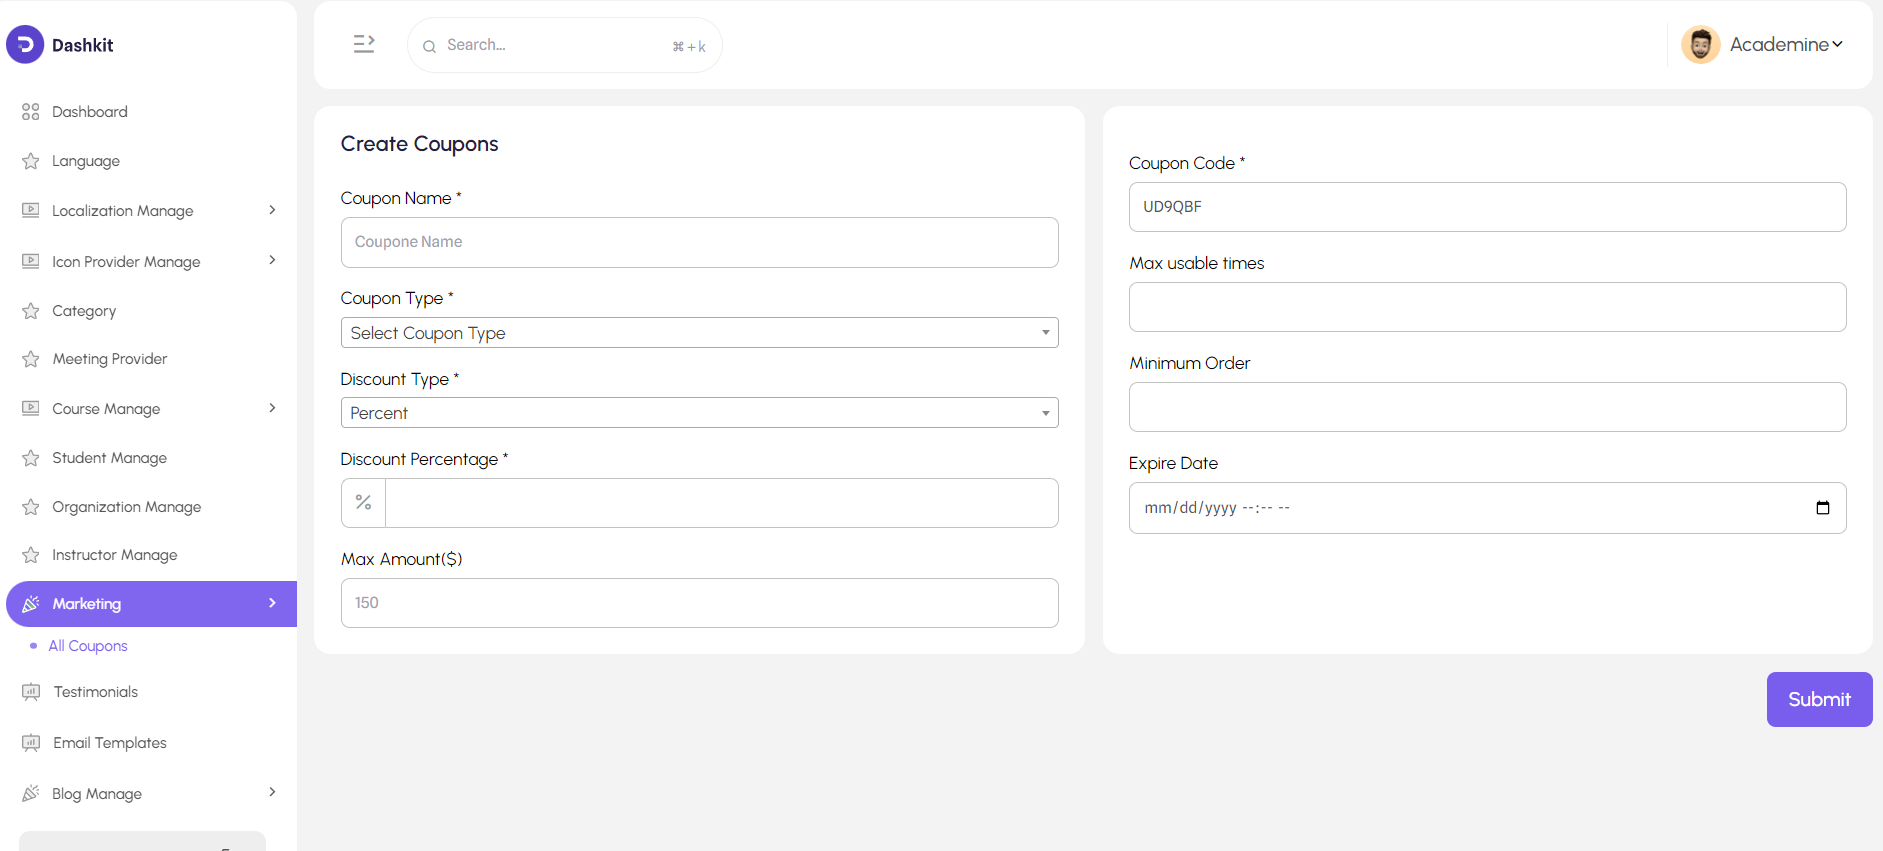 Dashkit
Dashboard
Language
Localization Manage
Icon Provider Manage
Category
Meeting Provider
Course Manage
Student Manage
Organization Manage
Instructor Manage
Marketing
All Coupons
Testimonials
Email Templates
Blog Manage
Search... ⌘+k
Academine
Create Coupons
Coupon Name *
Coupone Name
Coupon Type *
Select Coupon Type
Discount Type *
Percent
Discount Percentage *
%
Max Amount($)
150
Coupon Code *
UD9QBF
Max usable times
Minimum Order
Expire Date
mm/dd/yyyy --:-- --
Submit